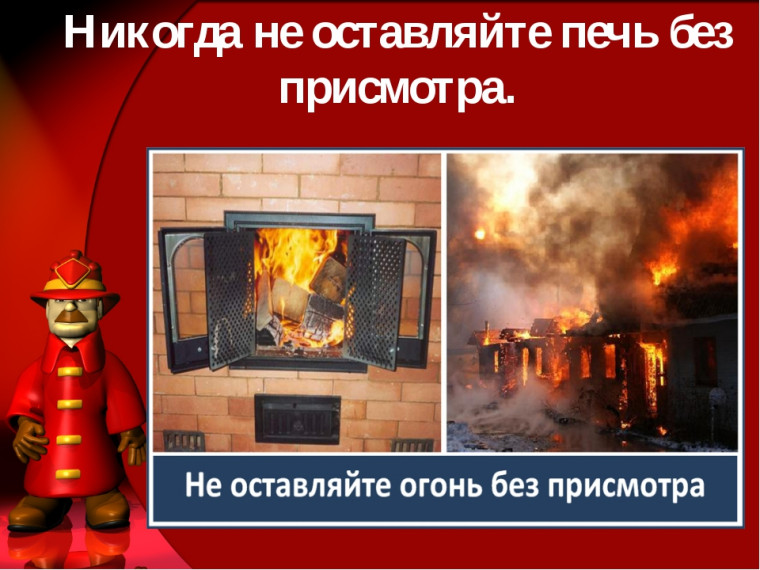 Никогда не оставляйте печь без
присмотра.
Не оставляйте огонь без присмотра